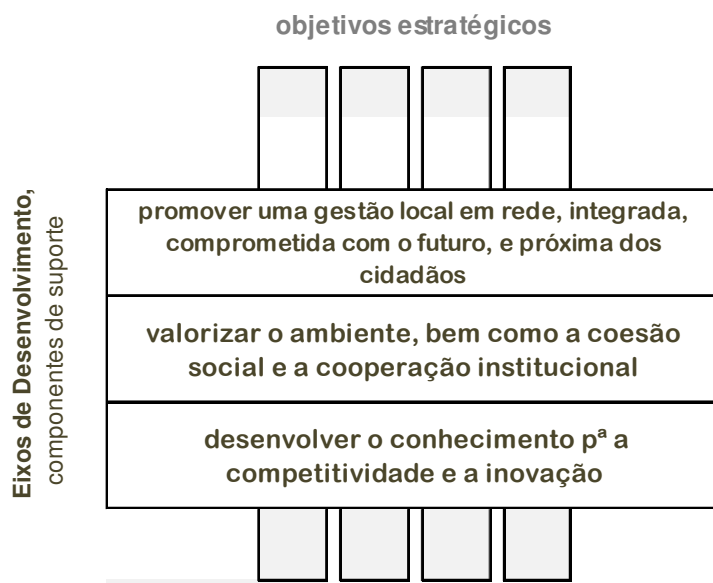 objetivos estratégicos
Eixos de Desenvolvimento,
componentes de suporte
promover uma gestão local em rede, integrada,
comprometida com o futuro, e próxima dos
cidadãos
valorizar o ambiente, bem como a coesão
social e a cooperação institucional
desenvolver o conhecimento pª a
competitividade e a inovação